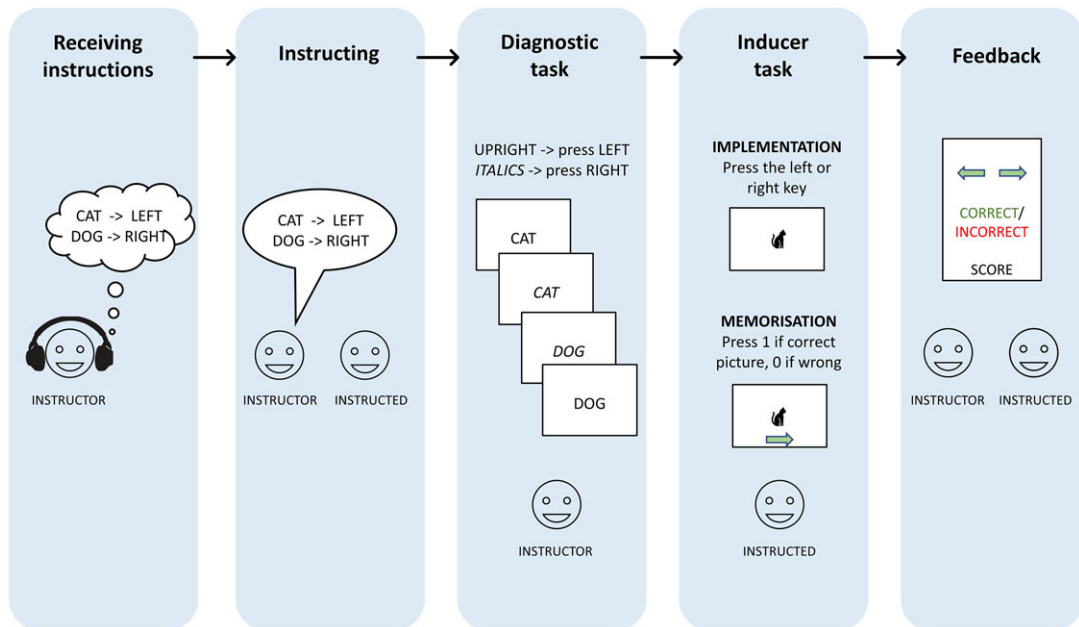 Receiving
instructions
CAT -> LEFT
DOG -> RIGHT
INSTRUCTOR
Instructing
CAT -> LEFT
DOG -> RIGHT
INSTRUCTOR INSTRUCTED
Diagnostic
task
UPRIGHT -> press LEFT
ITALICS -> press RIGHT
CAT
CAT
DOG
DOG
INSTRUCTOR
Inducer
task
IMPLEMENTATION
Press the left or
right key
MEMORISATION
Press 1 if correct
picture, 0 if wrong
INSTRUCTED
Feedback
CORRECT/
INCORRECT
SCORE
INSTRUCTOR INSTRUCTED